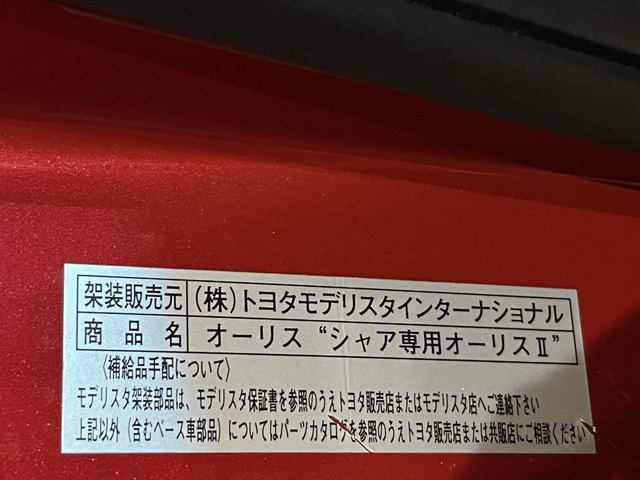 架装販売元 (株)トヨタモデリスタインターナショナル
商品名 オーリス “シャア専用オーリスⅡ”
〈補給品手配について〉
モデリスタ架装部品は、モデリスタ保証書を参照のうえトヨタ販売店またはモデリスタ店へご連絡下さい
上記以外(含むベース車部品)についてはパーツカタログを参照のうえトヨタ販売店または共販店にご相談ください